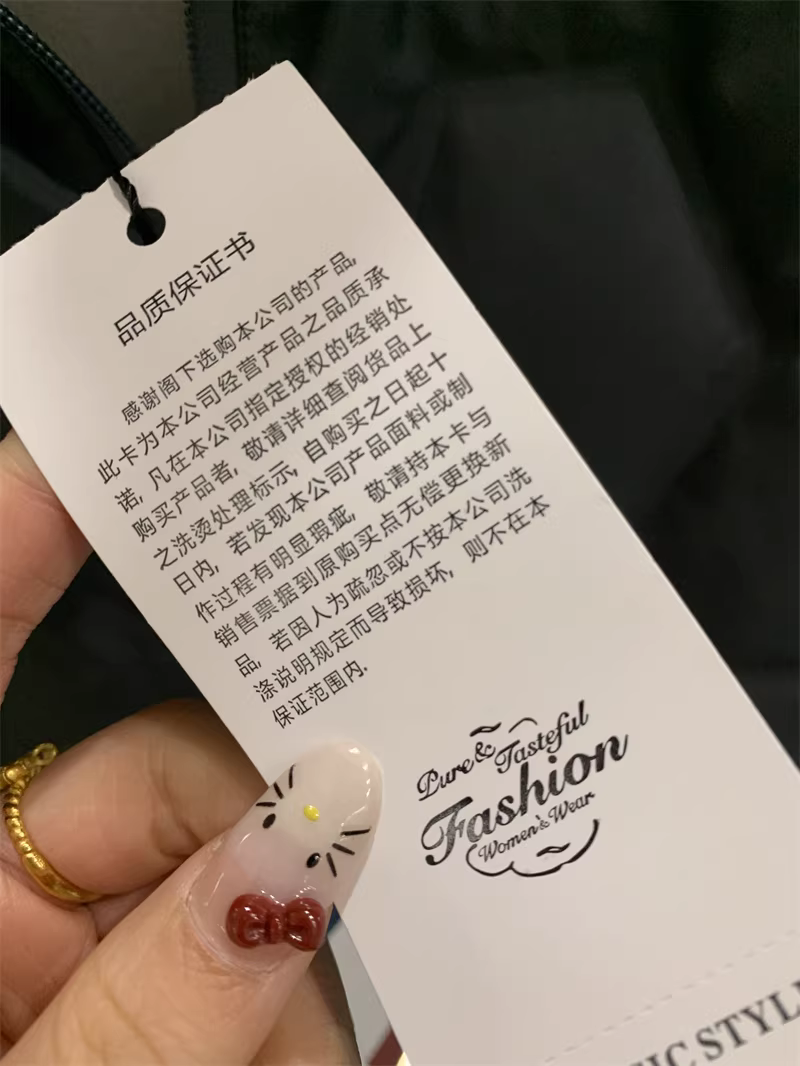 品质保证书
感谢阁下选购本公司的产品,
此卡为本公司经营产品之品质承
诺, 凡在本公司指定授权的经销处
购买产品者, 敬请详细查阅货品上
之洗烫处理标示, 自购买之日起十
日内, 若发现本公司产品面料或制
作过程有明显瑕疵, 敬请持本卡与
销售票据到原购买点无偿更换新
品, 若因人为疏忽或不按本公司洗
涤说明规定而导致损坏, 则不在本
保证范围内.
Pure & Tasteful
Fashion
Women's Wear